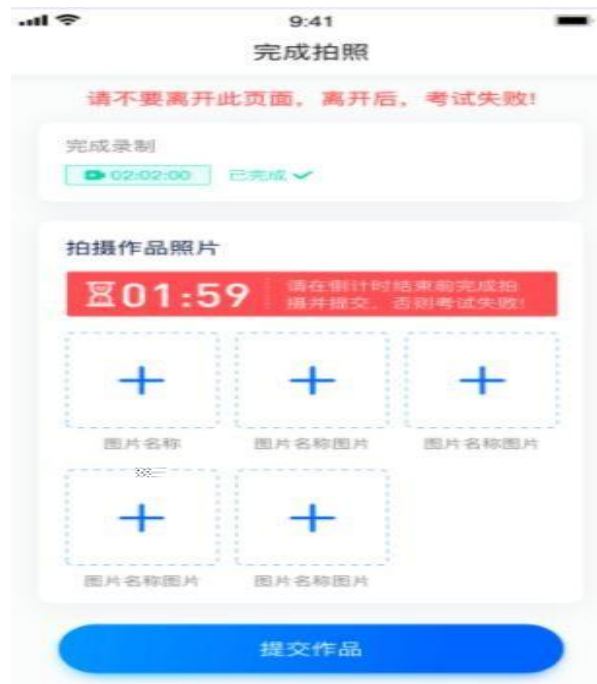 9:41
完成拍照
请不要离开此页面，离开后，考试失败!
完成录制
02:02:00 已完成
拍摄作品照片
01:59 请在倒计时结束前完成拍
摄并提交，否则考试失败!
图片名称 图片名称图片 图片名称图片
图片名称图片 图片名称图片
提交作品